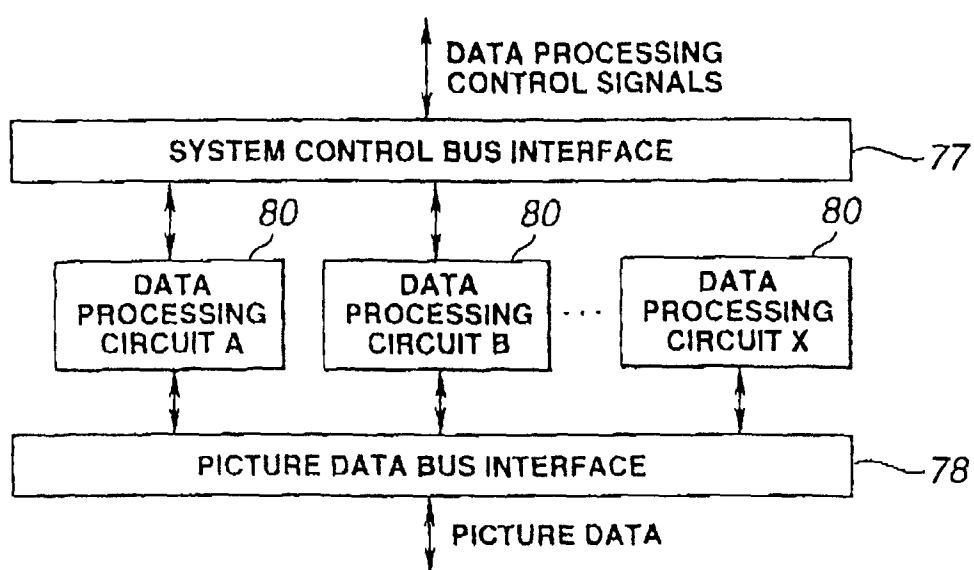 DATA PROCESSING
CONTROL SIGNALS
SYSTEM CONTROL BUS INTERFACE
77
80
80
80
DATA
PROCESSING
CIRCUIT A
DATA
PROCESSING
CIRCUIT B
. . .
DATA
PROCESSING
CIRCUIT X
PICTURE DATA BUS INTERFACE
78
PICTURE DATA